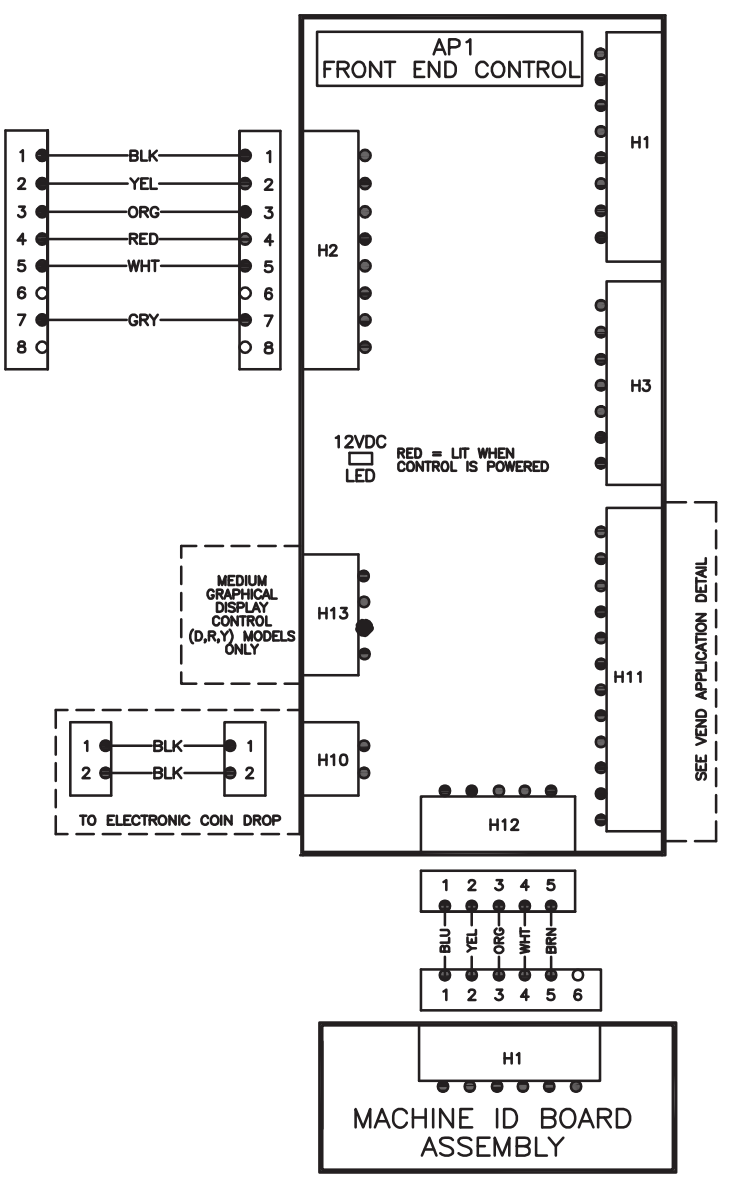 AP1
FRONT END CONTROL
H1
1 BLK 1
2 YEL 2
3 ORG 3
4 RED 4
5 WHT 5
6 6
7 GRY 7
8 8
H2
H3
12VDC
LED
RED = LIT WHEN
CONTROL IS POWERED
MEDIUM
GRAPHICAL
DISPLAY
CONTROL
(D,R,Y) MODELS
ONLY
H13
H11
SEE VEND APPLICATION DETAIL
1 BLK 1
2 BLK 2
TO ELECTRONIC COIN DROP
H10
H12
1 2 3 4 5
BLU YEL ORG WHT BRN
1 2 3 4 5 6
H1
MACHINE ID BOARD
ASSEMBLY